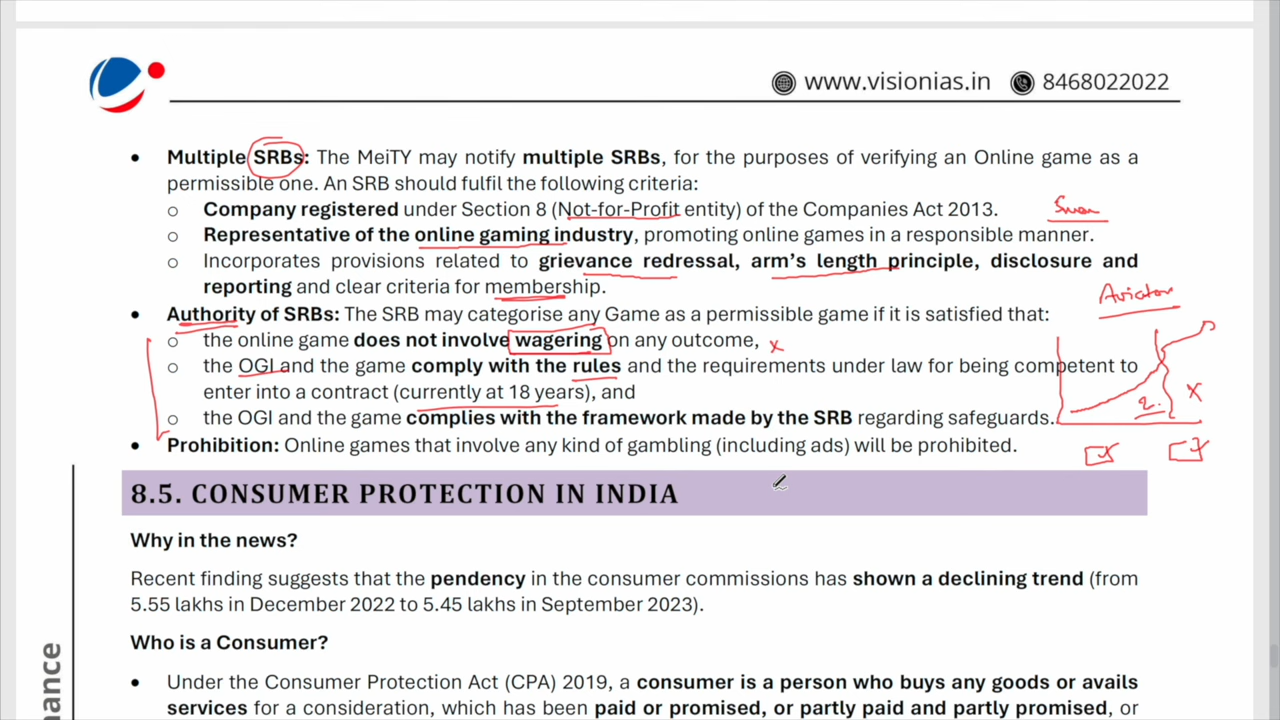 www.visionias.in 8468022022
• Multiple SRBs: The MeiTY may notify multiple SRBs, for the purposes of verifying an Online game as a
permissible one. An SRB should fulfil the following criteria:
o Company registered under Section 8 (Not-for-Profit entity) of the Companies Act 2013.
o Representative of the online gaming industry, promoting online games in a responsible manner.
o Incorporates provisions related to grievance redressal, arm’s length principle, disclosure and
reporting and clear criteria for membership.
Aviator
• Authority of SRBs: The SRB may categorise any Game as a permissible game if it is satisfied that:
o the online game does not involve wagering on any outcome, x
o the OGI and the game comply with the rules and the requirements under law for being competent to
enter into a contract (currently at 18 years), and
x
2.
o the OGI and the game complies with the framework made by the SRB regarding safeguards.
• Prohibition: Online games that involve any kind of gambling (including ads) will be prohibited.
8.5. CONSUMER PROTECTION IN INDIA
Why in the news?
Recent finding suggests that the pendency in the consumer commissions has shown a declining trend (from
5.55 lakhs in December 2022 to 5.45 lakhs in September 2023).
Who is a Consumer?
• Under the Consumer Protection Act (CPA) 2019, a consumer is a person who buys any goods or avails
services for a consideration, which has been paid or promised, or partly paid and partly promised, or